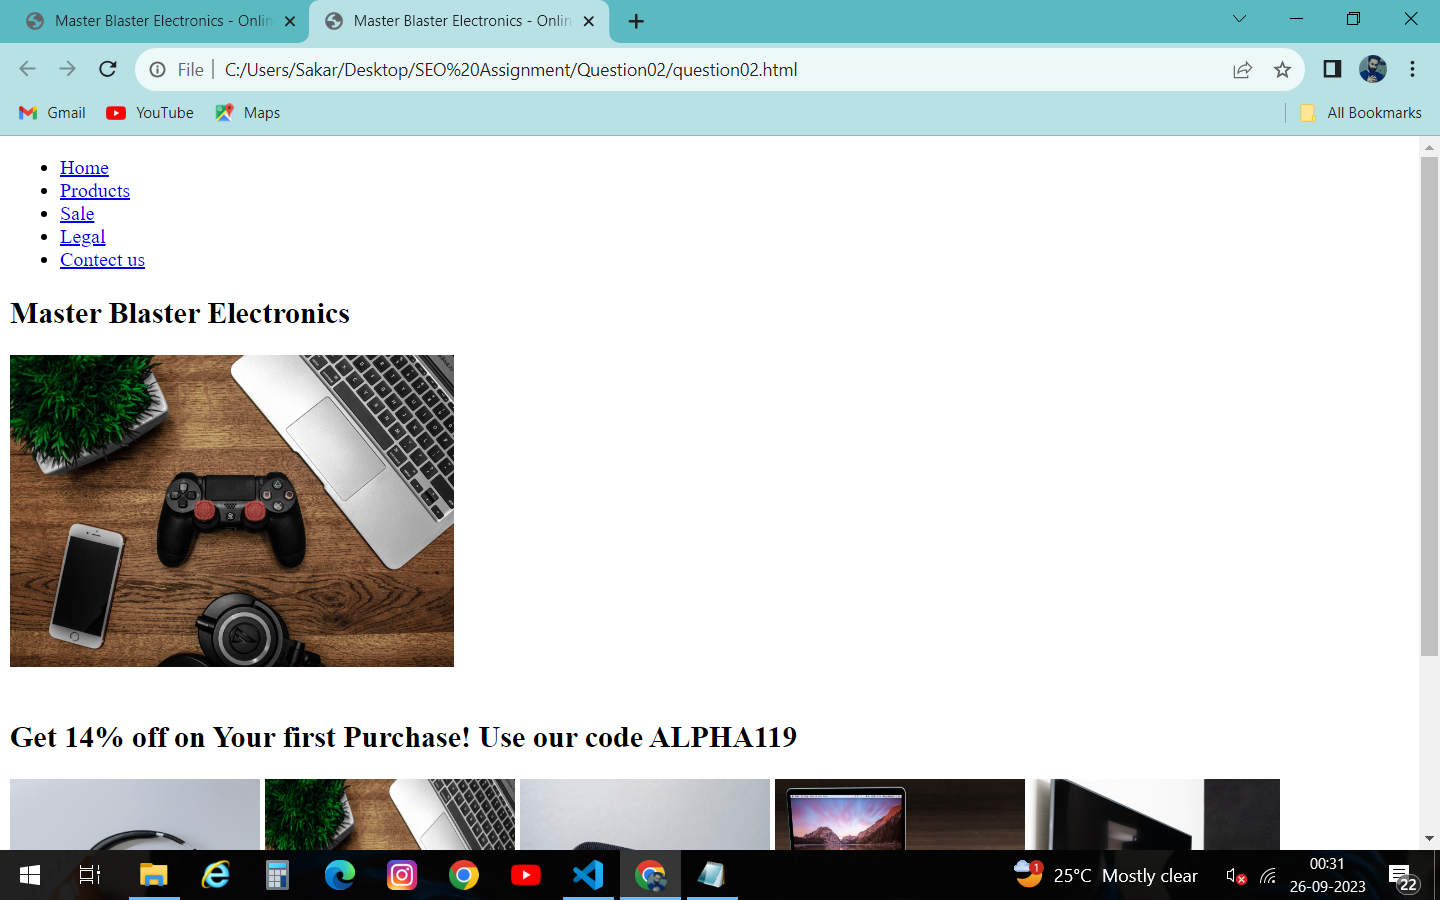 Master Blaster Electronics - Onlin
Master Blaster Electronics - Onlin
File | C:/Users/Sakar/Desktop/SEO%20Assignment/Question02/question02.html
Gmail
YouTube
Maps
All Bookmarks
Home
Products
Sale
Legal
Contect us
Master Blaster Electronics
Get 14% off on Your first Purchase! Use our code ALPHA119
1
25°C Mostly clear
00:31
26-09-2023
22